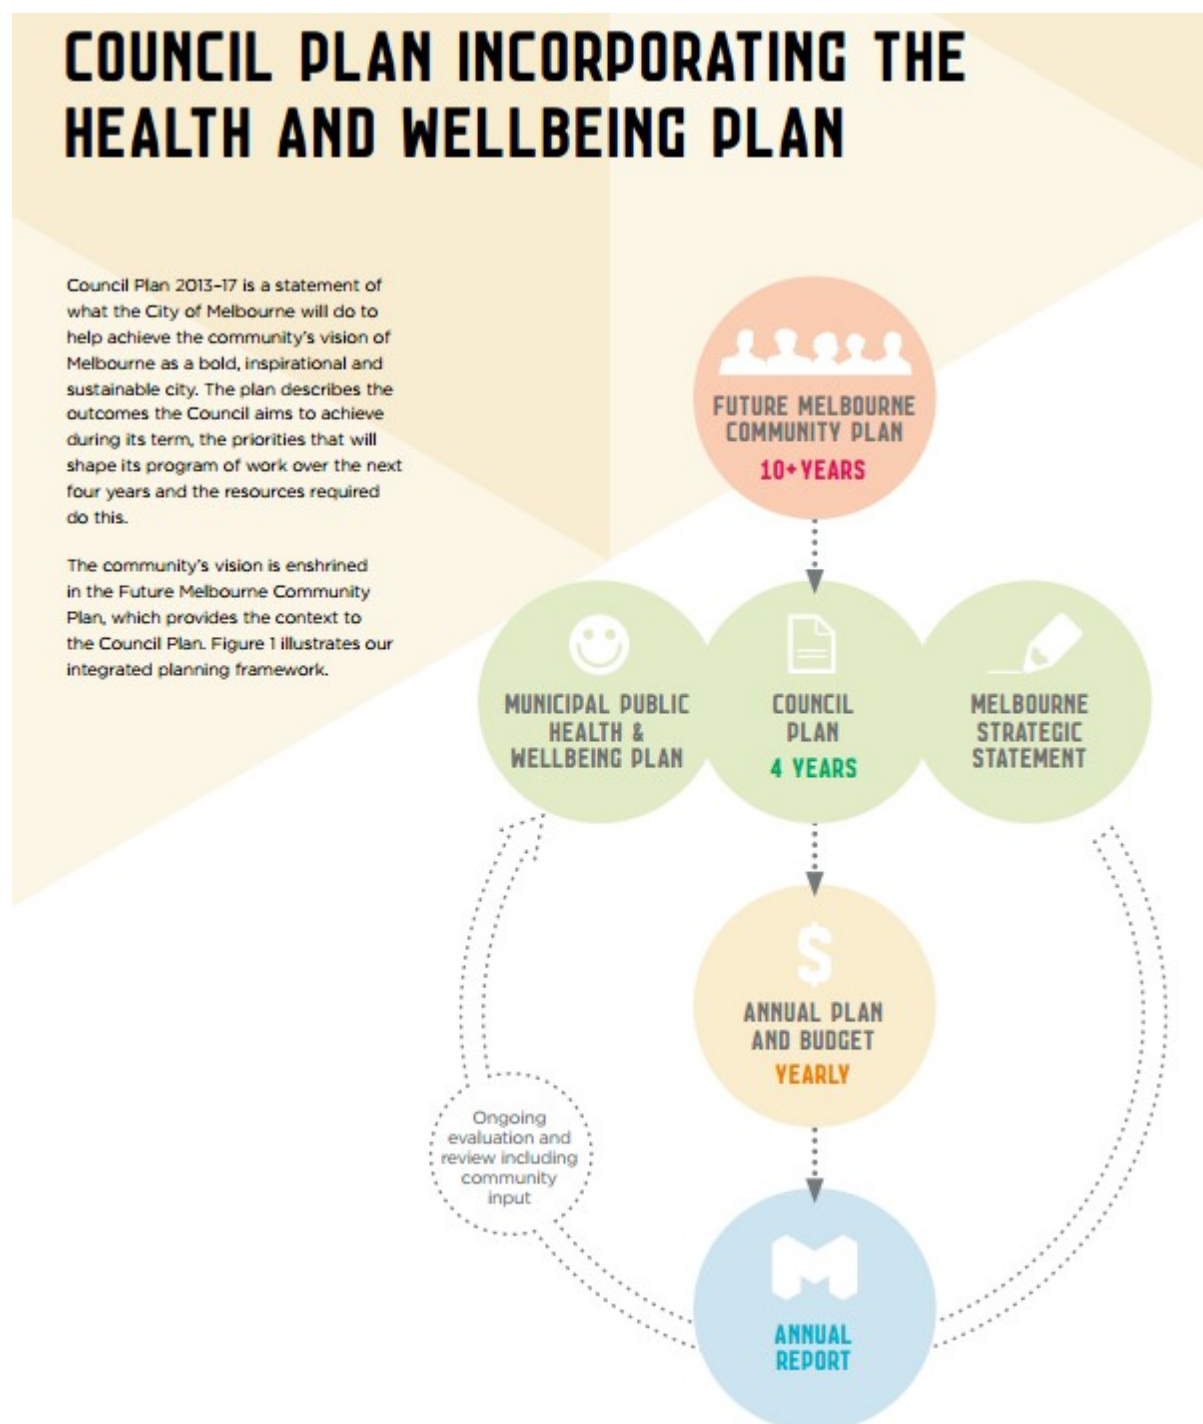 COUNCIL PLAN INCORPORATING THE
HEALTH AND WELLBEING PLAN
Council Plan 2013–17 is a statement of
what the City of Melbourne will do to
help achieve the community's vision of
Melbourne as a bold, inspirational and
sustainable city. The plan describes the
outcomes the Council aims to achieve
during its term, the priorities that will
shape its program of work over the next
four years and the resources required
do this.
The community's vision is enshrined
in the Future Melbourne Community
Plan, which provides the context to
the Council Plan. Figure 1 illustrates our
integrated planning framework.
FUTURE MELBOURNE
COMMUNITY PLAN
10+ YEARS
MUNICIPAL PUBLIC
HEALTH &
WELLBEING PLAN
COUNCIL
PLAN
4 YEARS
MELBOURNE
STRATEGIC
STATEMENT
$
ANNUAL PLAN
AND BUDGET
YEARLY
Ongoing
evaluation and
review including
community
input
M
ANNUAL
REPORT